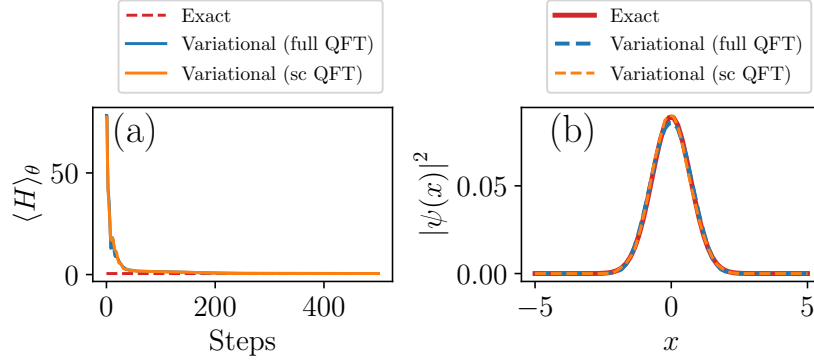 Exact
Variational (full QFT)
Variational (sc QFT)
(a)
⟨H⟩θ
50
0
0 200 400
Steps
Exact
Variational (full QFT)
Variational (sc QFT)
(b)
|ψ(x)|²
0.05
0.00
−5 0 5
x